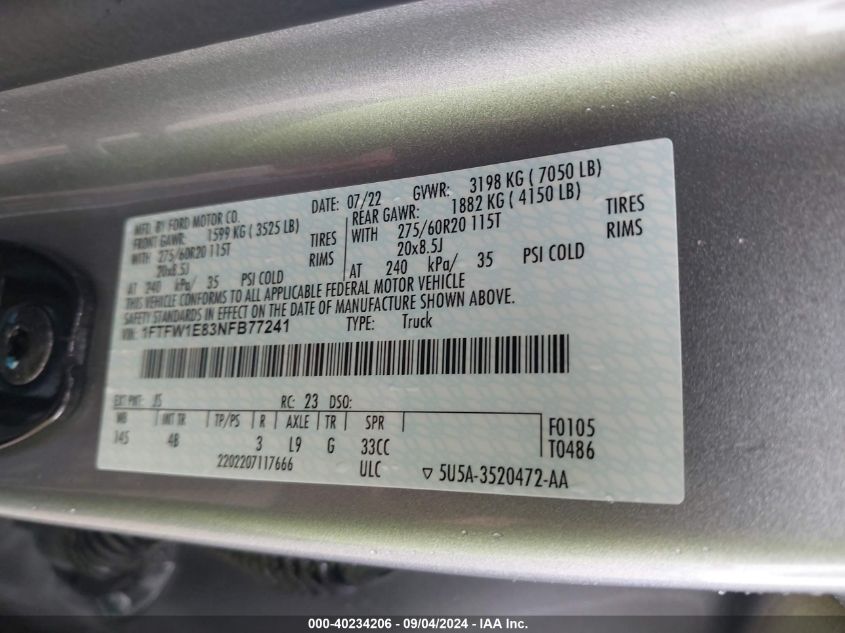 MFD. BY FORD MOTOR CO.
DATE: 07/22 GVWR: 3198 KG ( 7050 LB)
FRONT GAWR: 1599 KG ( 3525 LB)
REAR GAWR: 1882 KG ( 4150 LB)
WITH 275/60R20 115T TIRES
WITH 275/60R20 115T TIRES
20x8.5J RIMS
20x8.5J RIMS
AT 240 kPa/ 35 PSI COLD
AT 240 kPa/ 35 PSI COLD
THIS VEHICLE CONFORMS TO ALL APPLICABLE FEDERAL MOTOR VEHICLE
SAFETY STANDARDS IN EFFECT ON THE DATE OF MANUFACTURE SHOWN ABOVE.
VIN: 1FTFW1E83NFB77241 TYPE: Truck
EXT PNT: JS RC: 23 DSO:
WB INT TR TP/PS R AXLE TR SPR
145 4B 3 L9 G 33CC
F0105
T0486
2202207117666 ULC
5U5A-3520472-AA
000-40234206 - 09/04/2024 - IAA Inc.